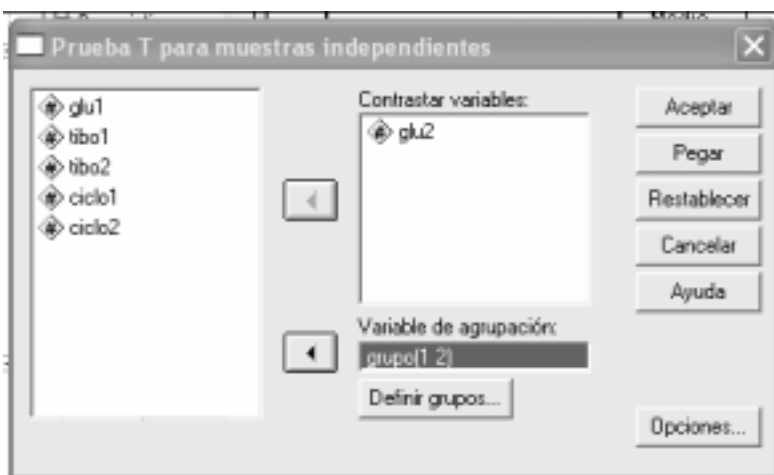 Prueba T para muestras independientes
glu1
tibo1
tibo2
ciclo1
ciclo2
Contrastar variables:
glu2
Variable de agrupación:
grupo(1 2)
Definir grupos...
Aceptar
Pegar
Restablecer
Cancelar
Ayuda
Opciones...